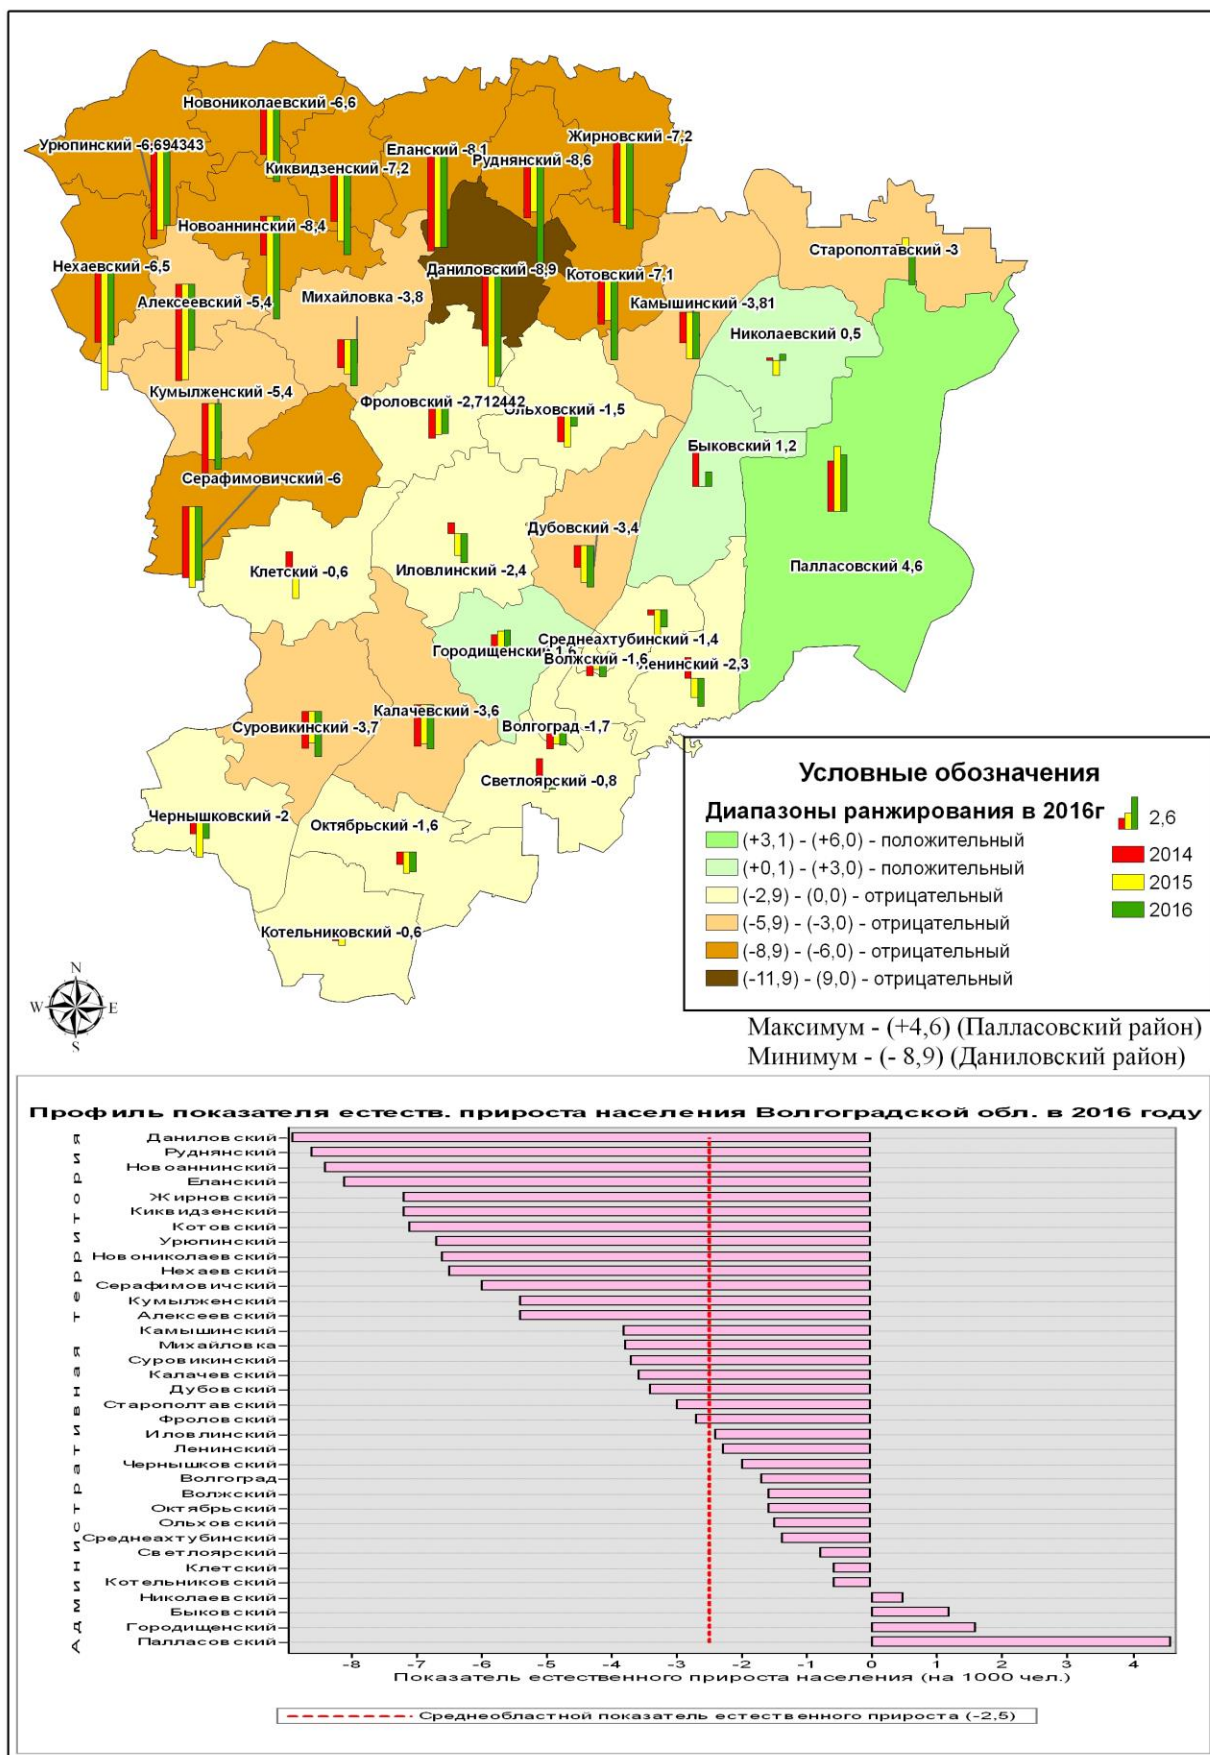 Новониколаевский -6,6
Урюпинский -6,694343
Еланский -8,1
Жирновский -7,2
Руднянский -8,6
Киквидзенский -7,2
Новоаннинский -8,4
Старополтавский -3
Нехаевский -6,5
Даниловский -8,9
Котовский -7,1
Михайловка -3,8
Алексеевский -5,4
Камышинский -3,81
Николаевский 0,5
Кумылженский -5,4
Фроловский -2,712442
Ольховский -1,5
Быковский 1,2
Серафимовичский -6
Дубовский -3,4
Палласовский 4,6
Клетский -0,6
Иловлинский -2,4
Среднеахтубинский -1,4
Городищенский 1,6
Волжский -1,6
Ленинский -2,3
Калачевский -3,6
Суровикинский -3,7
Волгоград -1,7
Светлоярский -0,8
Чернышковский -2
Октябрьский -1,6
Котельниковский -0,6
Условные обозначения
Диапазоны ранжирования в 2016г
(+3,1) - (+6,0) - положительный
(+0,1) - (+3,0) - положительный
(-2,9) - (0,0) - отрицательный
(-5,9) - (-3,0) - отрицательный
(-8,9) - (-6,0) - отрицательный
(-11,9) - (9,0) - отрицательный
2,6
2014
2015
2016
N
W E
S
Максимум - (+4,6) (Палласовский район)
Минимум - (- 8,9) (Даниловский район)
Профиль показателя естеств. прироста населения Волгоградской обл. в 2016 году
Административная территория
Даниловский
Руднянский
Новоаннинский
Еланский
Жирновский
Киквидзенский
Котовский
Урюпинский
Новониколаевский
Нехаевский
Серафимовичский
Кумылженский
Алексеевский
Камышинский
Михайловка
Суровикинский
Калачевский
Дубовский
Старополтавский
Фроловский
Иловлинский
Ленинский
Чернышковский
Волгоград
Волжский
Октябрьский
Ольховский
Среднеахтубинский
Светлоярский
Клетский
Котельниковский
Николаевский
Быковский
Городищенский
Палласовский
-8 -7 -6 -5 -4 -3 -2 -1 0 1 2 3 4
Показатель естественного прироста населения (на 1000 чел.)
Среднеобластной показатель естественного прироста (-2,5)